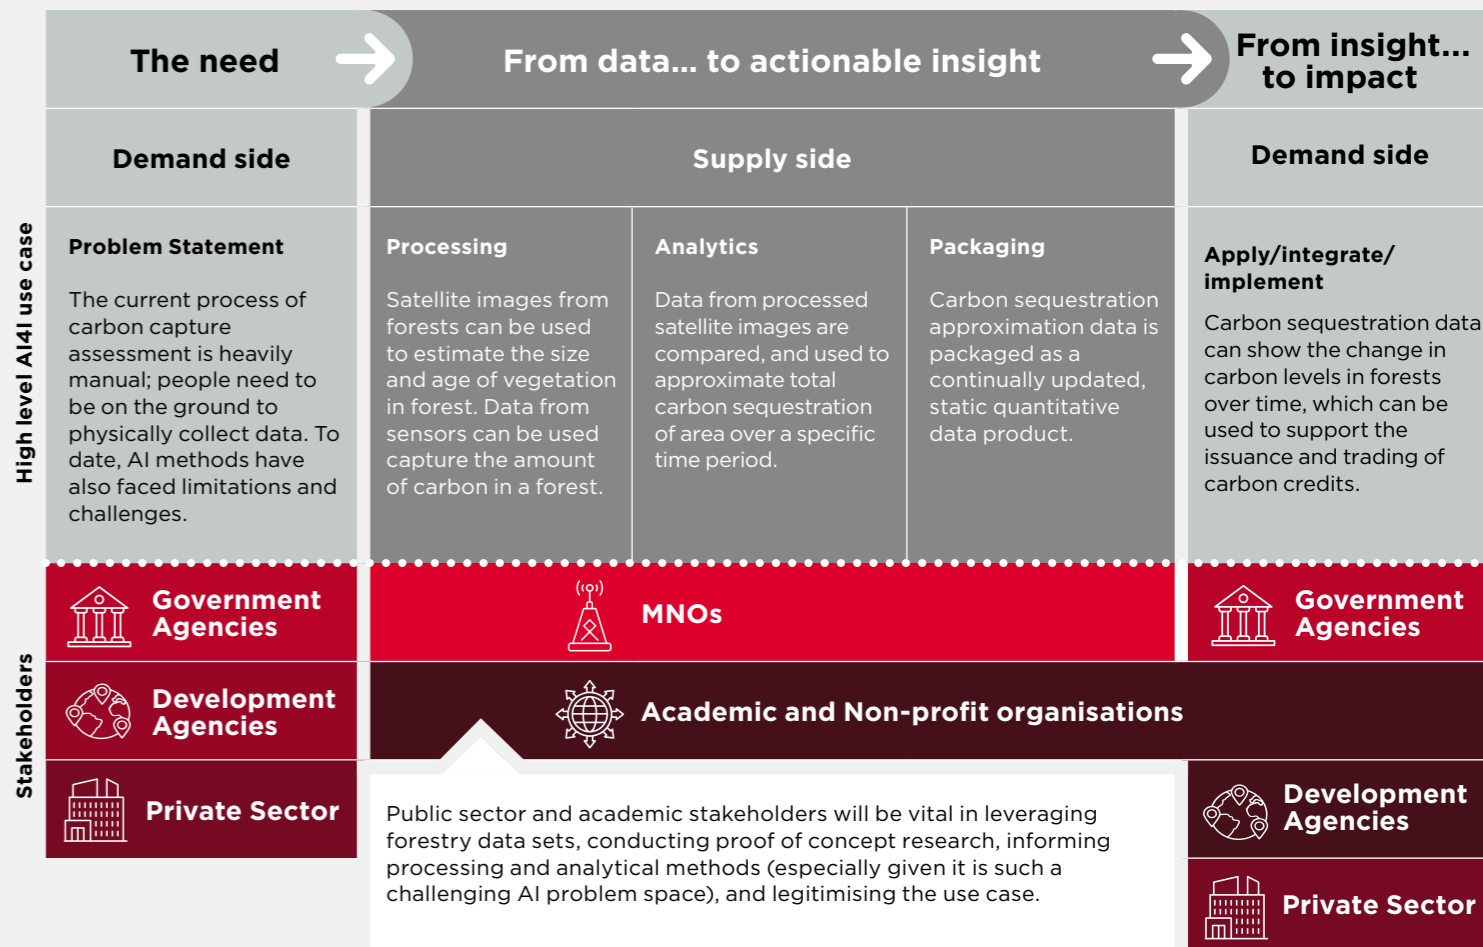 The need
From data... to actionable insight
From insight...
to impact
Demand side
Supply side
Demand side
High level AI4I use case
Problem Statement
The current process of
carbon capture
assessment is heavily
manual; people need to
be on the ground to
physically collect data. To
date, AI methods have
also faced limitations and
challenges.
Processing
Satellite images from
forests can be used
to estimate the size
and age of vegetation
in forest. Data from
sensors can be used
capture the amount
of carbon in a forest.
Analytics
Data from processed
satellite images are
compared, and used to
approximate total
carbon sequestration
of area over a specific
time period.
Packaging
Carbon sequestration
approximation data is
packaged as a
continually updated,
static quantitative
data product.
Apply/integrate/
implement
Carbon sequestration data
can show the change in
carbon levels in forests
over time, which can be
used to support the
issuance and trading of
carbon credits.
Stakeholders
Government
Agencies
Development
Agencies
Private Sector
MNOs
Academic and Non-profit organisations
Public sector and academic stakeholders will be vital in leveraging
forestry data sets, conducting proof of concept research, informing
processing and analytical methods (especially given it is such a
challenging AI problem space), and legitimising the use case.
Government
Agencies
Development
Agencies
Private Sector